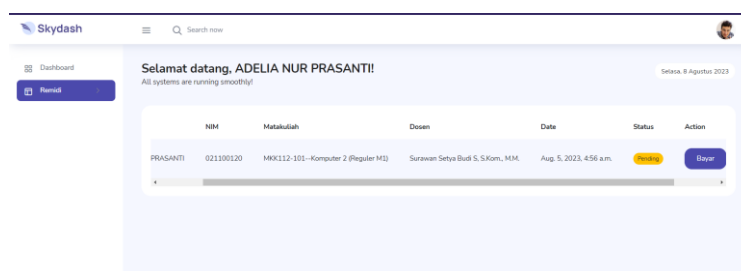 Skydash
Search now
Dashboard
Remidi
Selamat datang, ADELIA NUR PRASANTI!
All systems are running smoothly!
Selasa, 8 Agustus 2023
NIM Matakuliah Dosen Date Status Action
PRASANTI 021100120 MKK112-101--Komputer 2 (Reguler M1) Surawan Setya Budi S, S.Kom., M.M. Aug. 5, 2023, 4:56 a.m. Pending Bayar